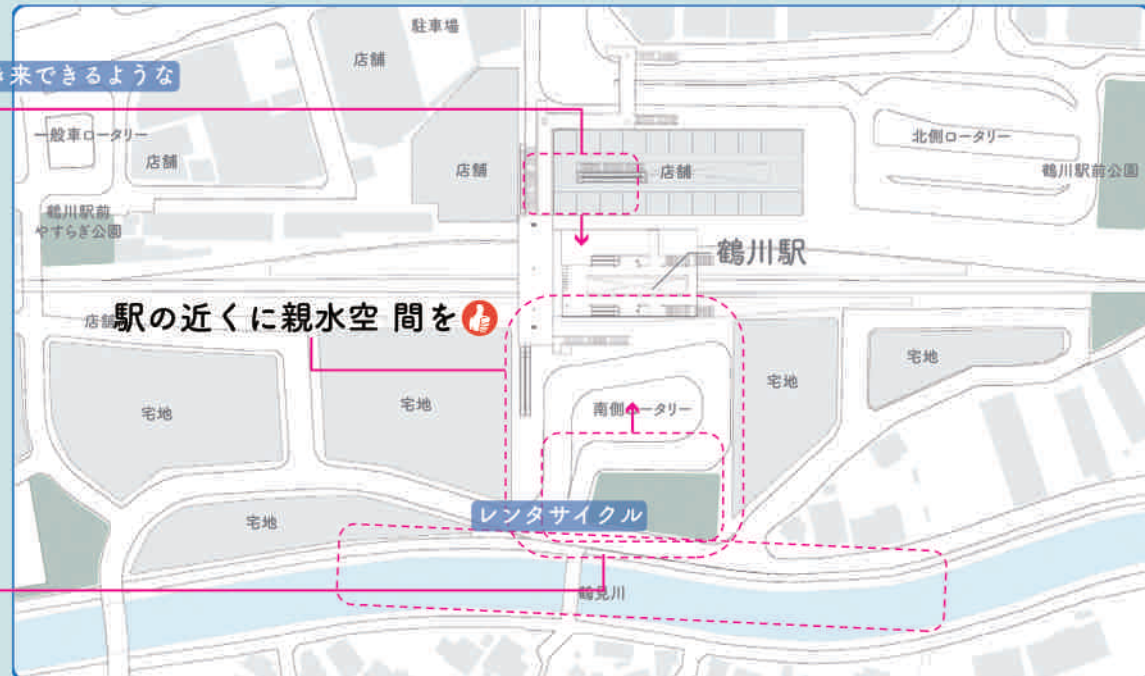 駐車場
店舗
来できるような
一般車ロータリー
店舗
店舗
店舗
北側ロータリー
鶴川駅前公園
鶴川駅前
やすらぎ公園
鶴川駅
店舗
駅の近くに親水空 間を
宅地
宅地
宅地
宅地
南側ロータリー
宅地
レンタサイクル
鶴見川